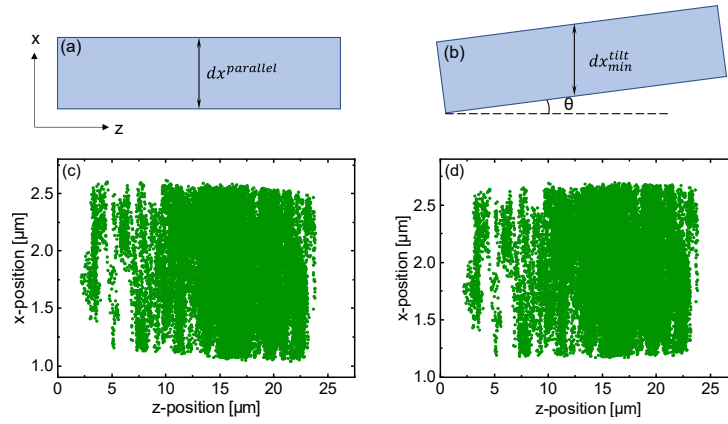 (a)
x
dx^{parallel}
z
(b)
dx_{min}^{tilt}
θ
(c)
2.5
2.0
1.5
1.0
x-position [µm]
0 5 10 15 20 25
z-position [µm]
(d)
2.5
2.0
1.5
1.0
x-position [µm]
0 5 10 15 20 25
z-position [µm]